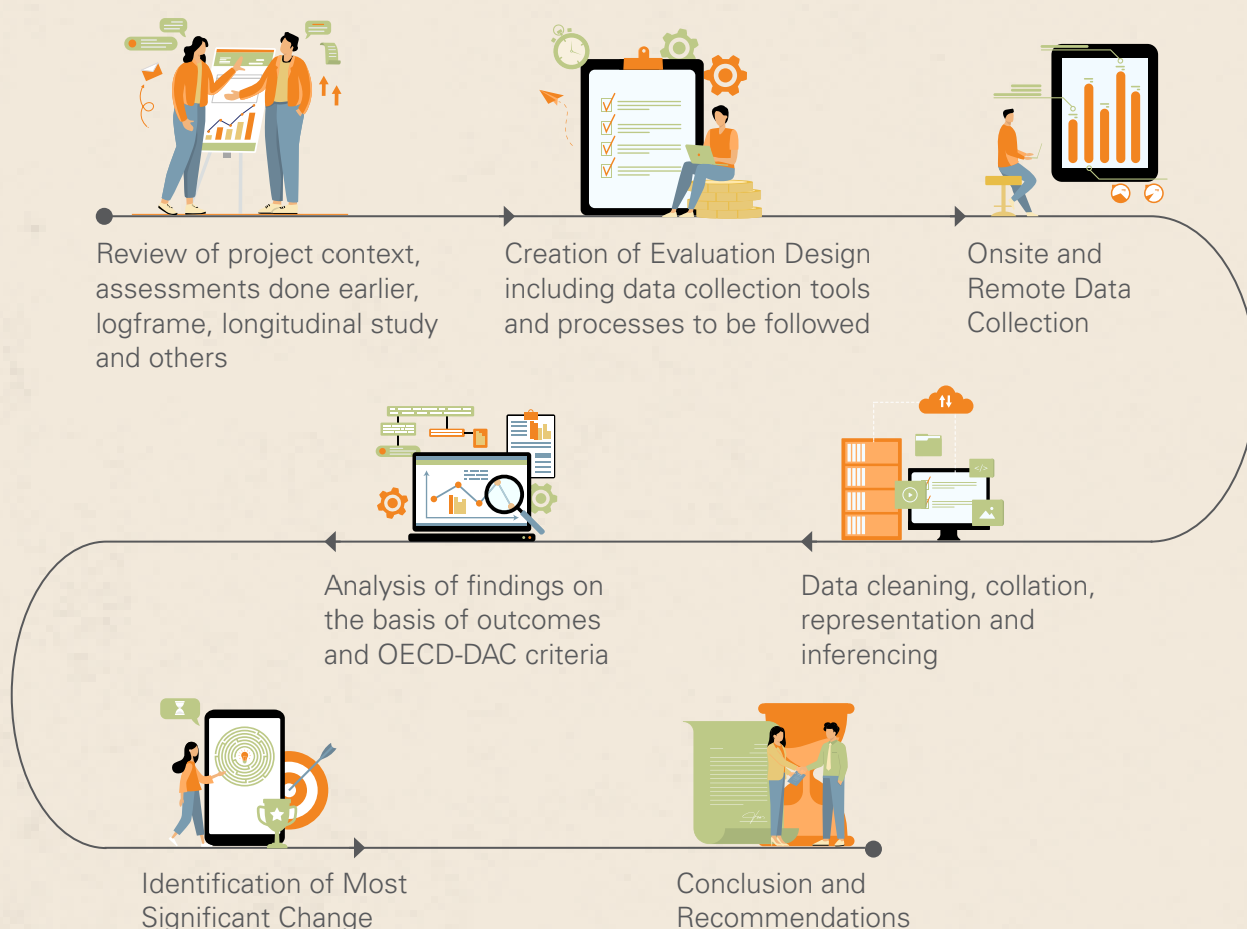 Review of project context,
assessments done earlier,
logframe, longitudinal study
and others
Creation of Evaluation Design
including data collection tools
and processes to be followed
Onsite and
Remote Data
Collection
Data cleaning, collation,
representation and
inferencing
Analysis of findings on
the basis of outcomes
and OECD-DAC criteria
Identification of Most
Significant Change
Conclusion and
Recommendations